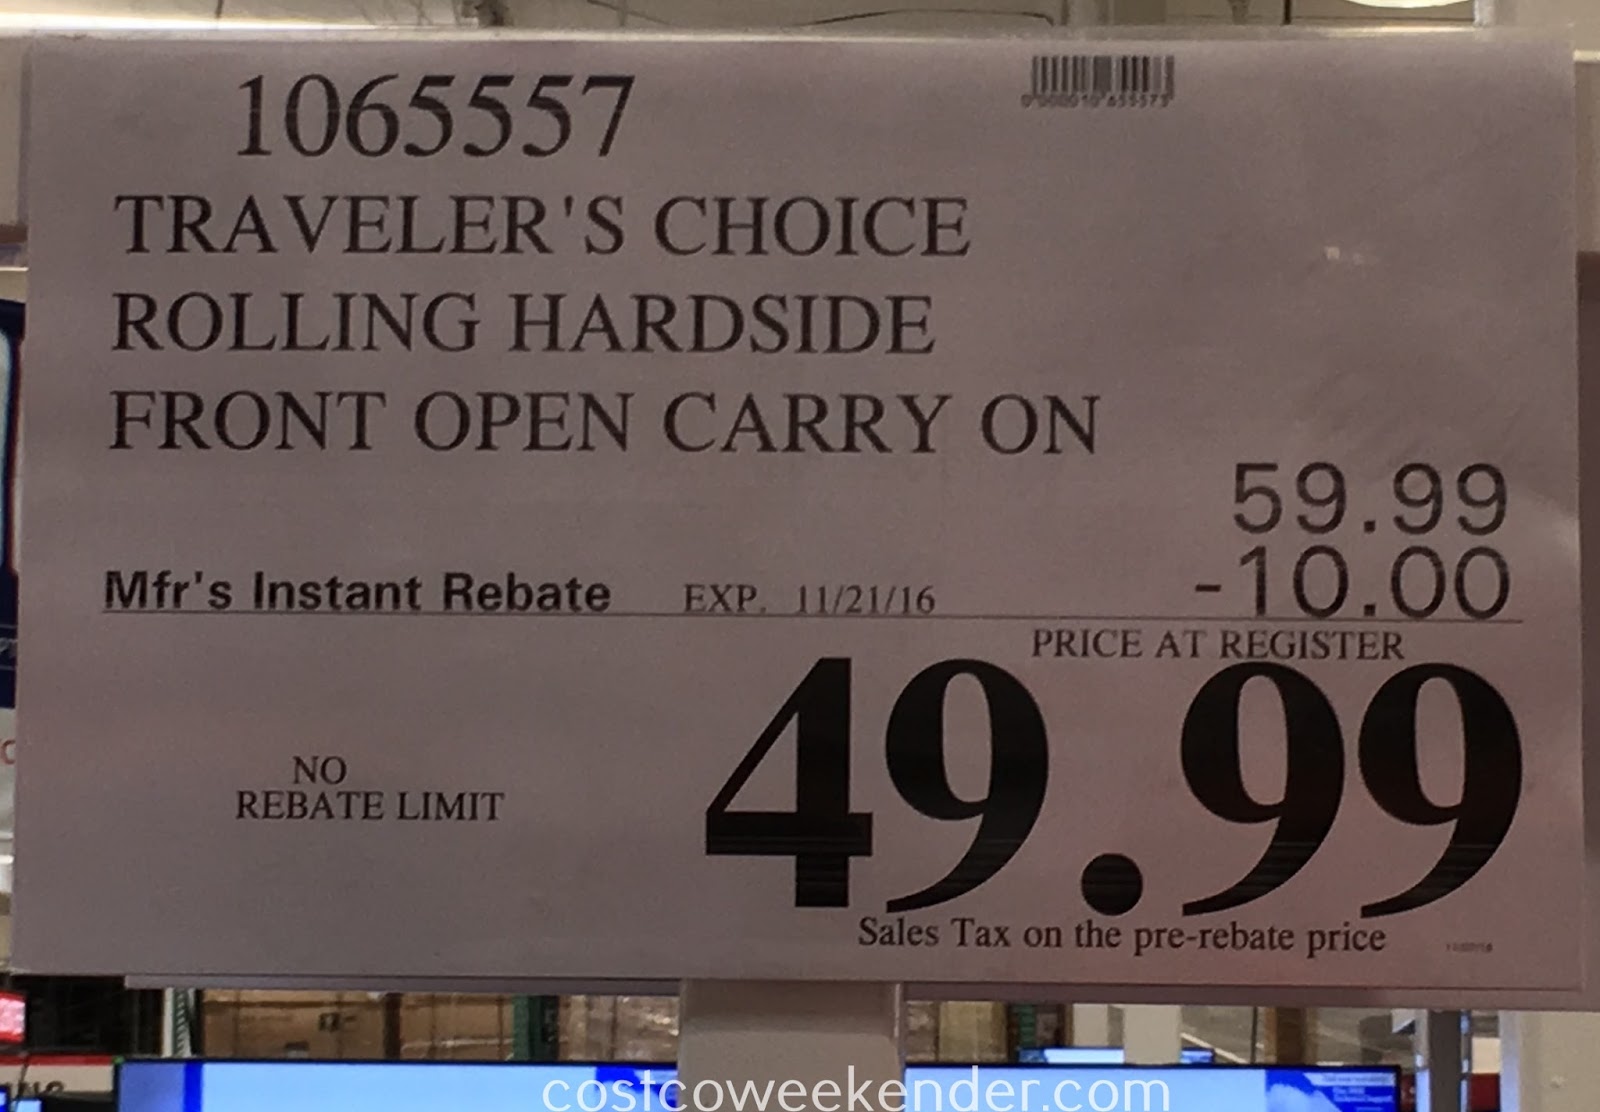 1065557
TRAVELER'S CHOICE
ROLLING HARDSIDE
FRONT OPEN CARRY ON
59.99
Mfr's Instant Rebate EXP. 11/21/16 -10.00
PRICE AT REGISTER
49.99
NO
REBATE LIMIT
Sales Tax on the pre-rebate price
costcoweekender.com